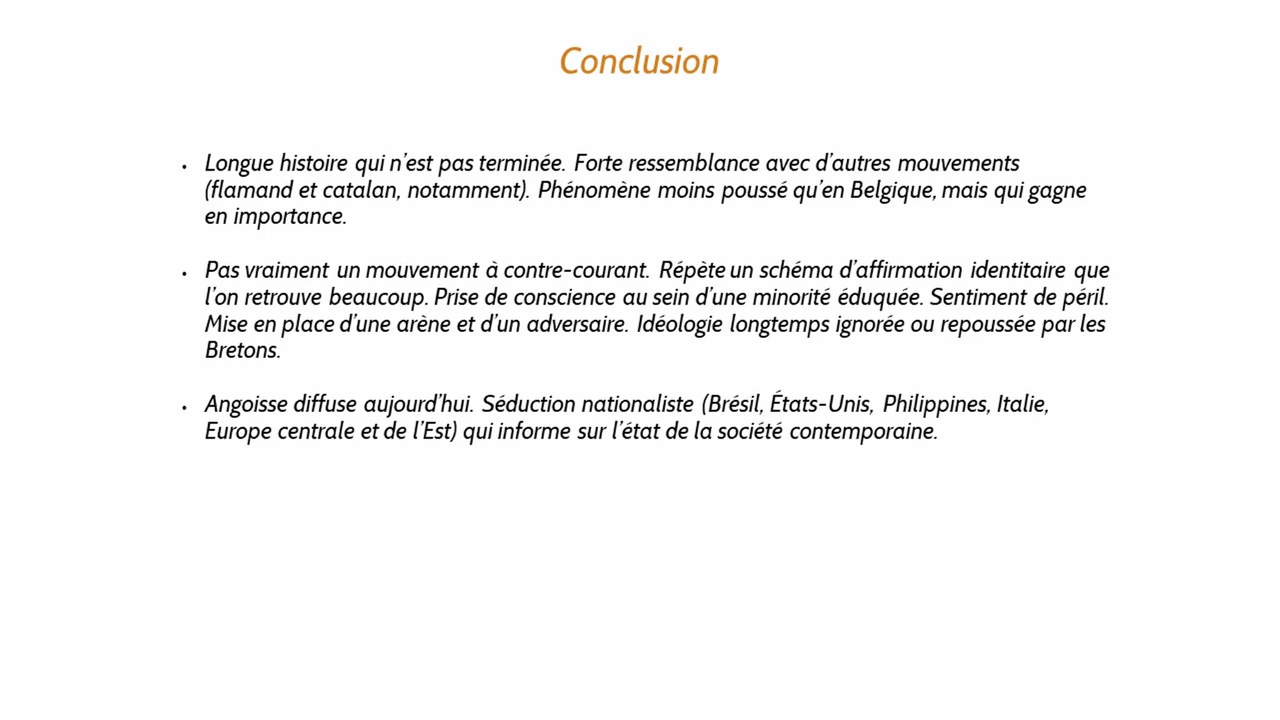 Conclusion
• Longue histoire qui n’est pas terminée. Forte ressemblance avec d’autres mouvements
(flamand et catalan, notamment). Phénomène moins poussé qu’en Belgique, mais qui gagne
en importance.
• Pas vraiment un mouvement à contre-courant. Répète un schéma d’affirmation identitaire que
l’on retrouve beaucoup. Prise de conscience au sein d’une minorité éduquée. Sentiment de péril.
Mise en place d’une arène et d’un adversaire. Idéologie longtemps ignorée ou repoussée par les
Bretons.
• Angoisse diffuse aujourd’hui. Séduction nationaliste (Brésil, États-Unis, Philippines, Italie,
Europe centrale et de l’Est) qui informe sur l’état de la société contemporaine.